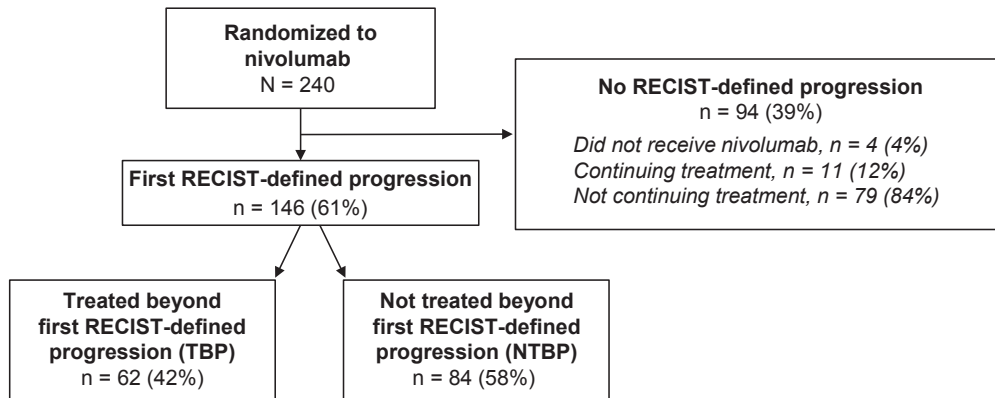 Randomized to
nivolumab
N = 240
No RECIST-defined progression
n = 94 (39%)
Did not receive nivolumab, n = 4 (4%)
Continuing treatment, n = 11 (12%)
Not continuing treatment, n = 79 (84%)
First RECIST-defined progression
n = 146 (61%)
Treated beyond
first RECIST-defined
progression (TBP)
n = 62 (42%)
Not treated beyond
first RECIST-defined
progression (NTBP)
n = 84 (58%)